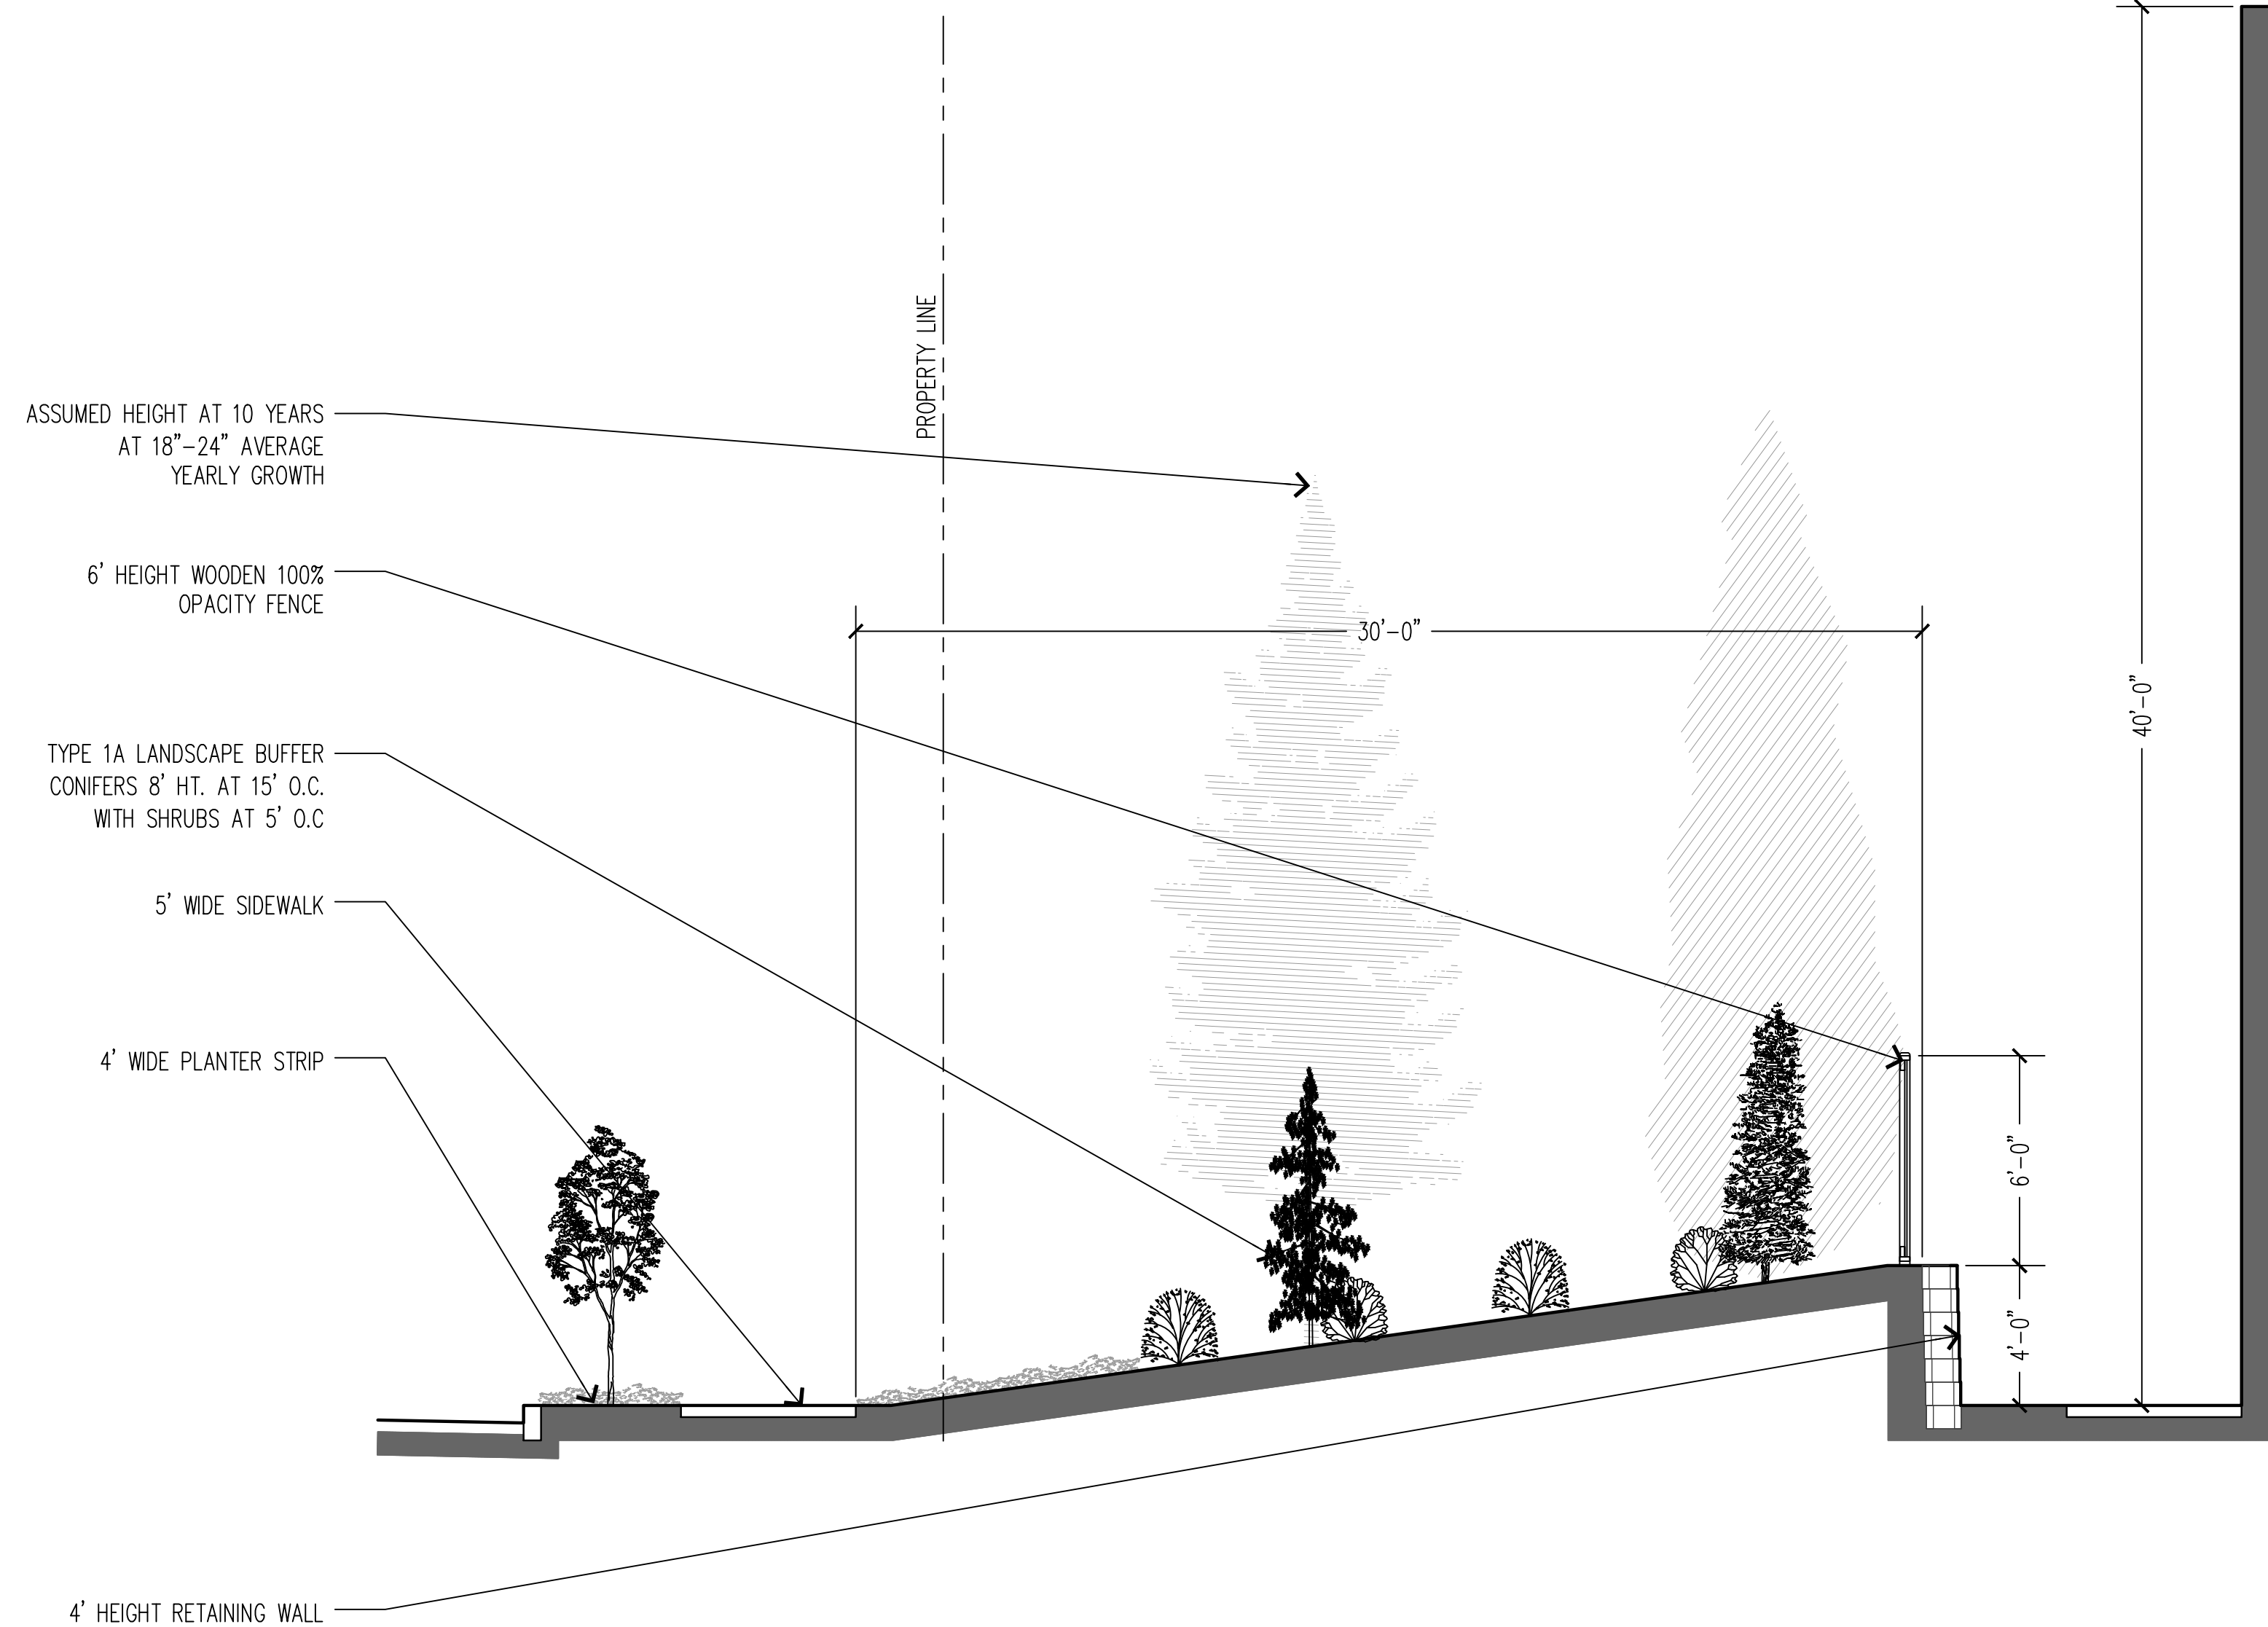 PROPERTY LINE
ASSUMED HEIGHT AT 10 YEARS
AT 18"-24" AVERAGE
YEARLY GROWTH
6' HEIGHT WOODEN 100%
OPACITY FENCE
30'-0"
40'-0"
TYPE 1A LANDSCAPE BUFFER
CONIFERS 8' HT. AT 15' O.C.
WITH SHRUBS AT 5' O.C
5' WIDE SIDEWALK
4' WIDE PLANTER STRIP
6'-0"
4'-0"
4' HEIGHT RETAINING WALL